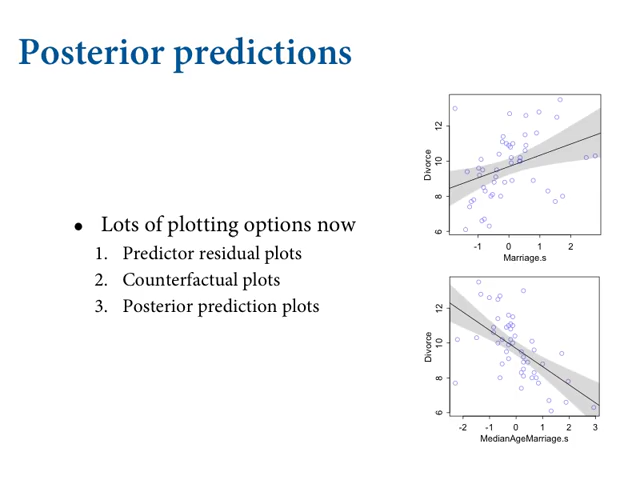 Posterior predictions
• Lots of plotting options now
1. Predictor residual plots
2. Counterfactual plots
3. Posterior prediction plots
Divorce
12
10
8
6
-1 0 1 2
Marriage.s
Divorce
12
10
8
6
-2 -1 0 1 2 3
MedianAgeMarriage.s